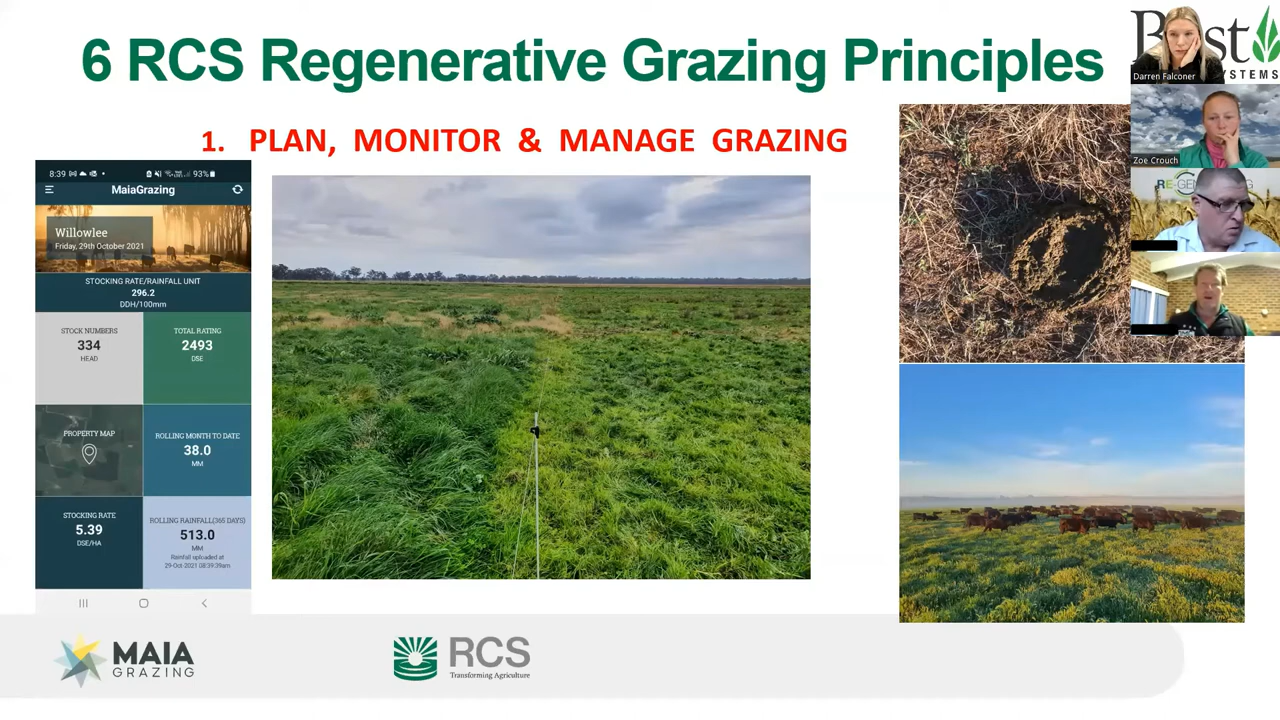 6 RCS Regenerative Grazing Principles
1. PLAN, MONITOR & MANAGE GRAZING
8:39
93%
MaiaGrazing
Willowlee
Friday, 29th October 2021
STOCKING RATE/RAINFALL UNIT
296.2
DDH/100mm
STOCK NUMBERS
334
HEAD
TOTAL RATING
2493
DSE
PROPERTY MAP
ROLLING MONTH TO DATE
38.0
MM
STOCKING RATE
5.39
DSE/HA
ROLLING RAINFALL(365 DAYS)
513.0
MM
Rainfall uploaded at
29-Oct-2021 08:39:39am
MAIA
GRAZING
RCS
Transforming Agriculture
Darren Falconer
Zoe Crouch